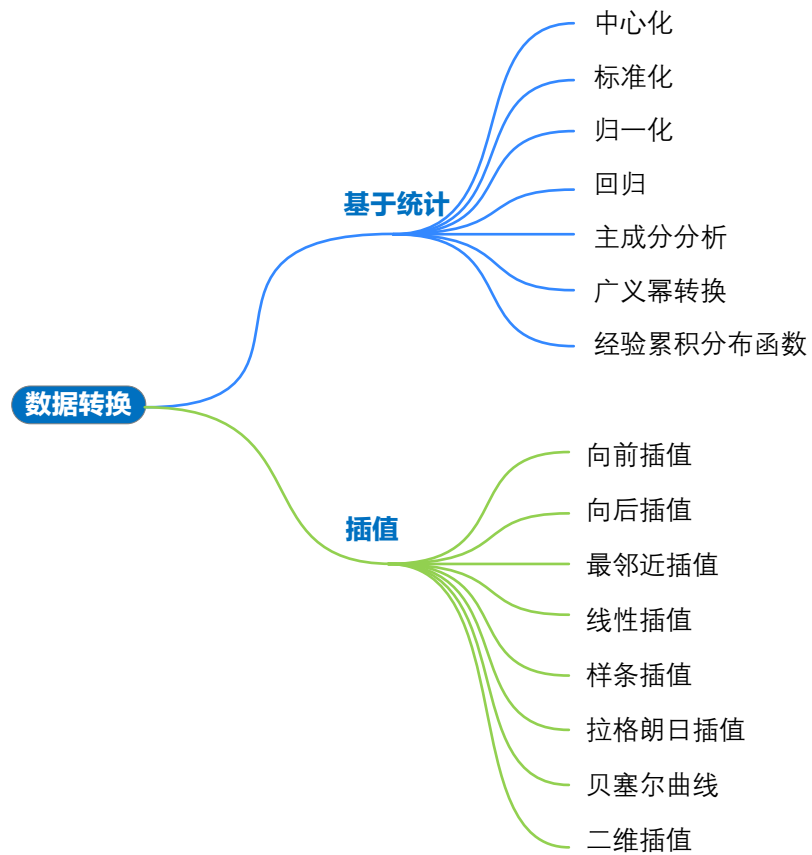 数据转换
基于统计
中心化
标准化
归一化
回归
主成分分析
广义幂转换
经验累积分布函数
插值
向前插值
向后插值
最邻近插值
线性插值
样条插值
拉格朗日插值
贝塞尔曲线
二维插值